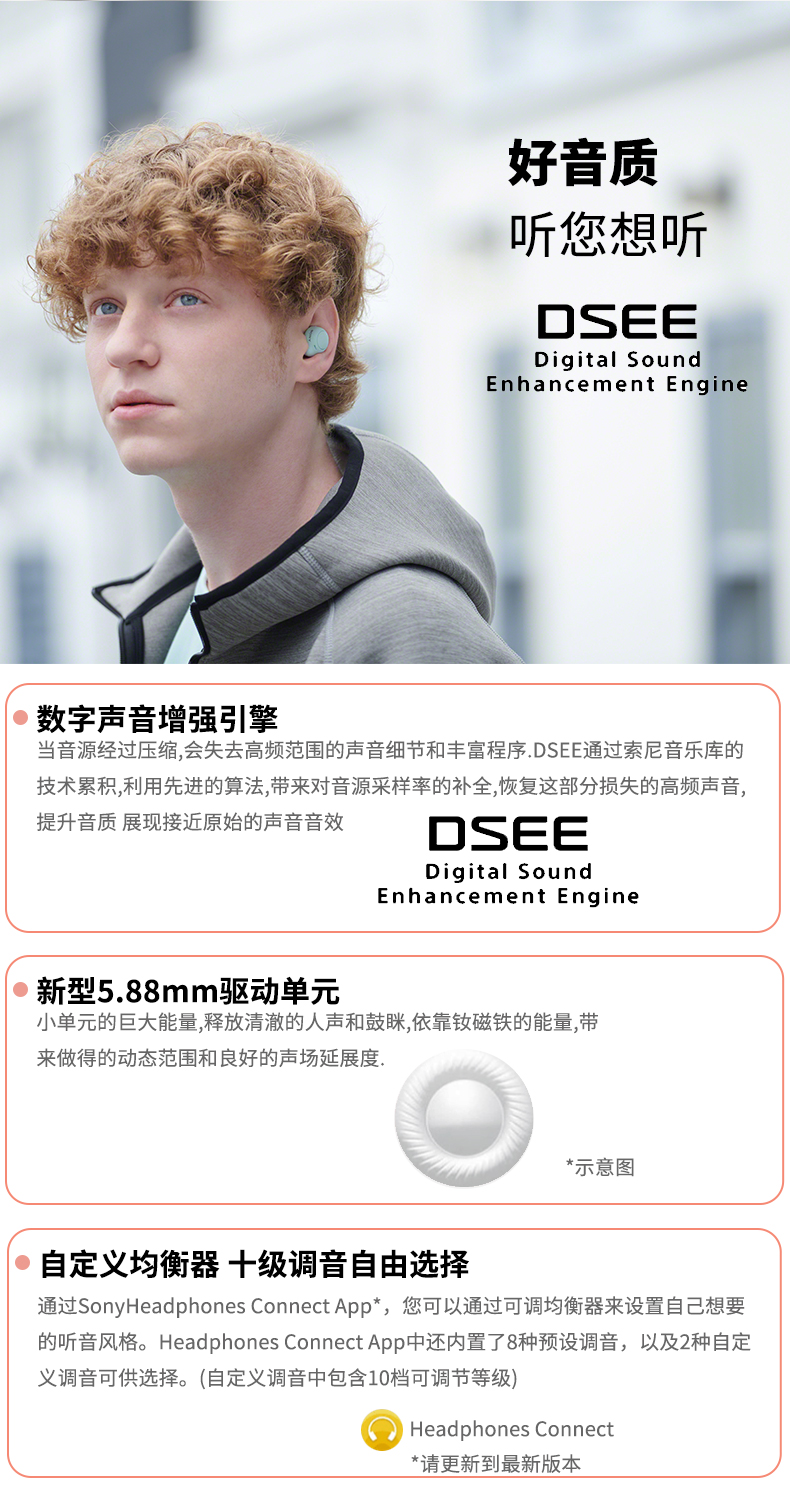 好音质
听您想听
DSEE
Digital Sound
Enhancement Engine
数字声音增强引擎
当音源经过压缩,会失去高频范围的声音细节和丰富程序.DSEE通过索尼音乐库的
技术累积,利用先进的算法,带来对音源采样率的补全,恢复这部分损失的高频声音,
提升音质 展现接近原始的声音音效
DSEE
Digital Sound
Enhancement Engine
新型5.88mm驱动单元
小单元的巨大能量,释放清澈的人声和鼓眯,依靠钕磁铁的能量,带
来做得的动态范围和良好的声场延展度.
*示意图
自定义均衡器 十级调音自由选择
通过SonyHeadphones Connect App*，您可以通过可调均衡器来设置自己想要
的听音风格。Headphones Connect App中还内置了8种预设调音，以及2种自定
义调音可供选择。(自定义调音中包含10档可调节等级)
Headphones Connect
*请更新到最新版本